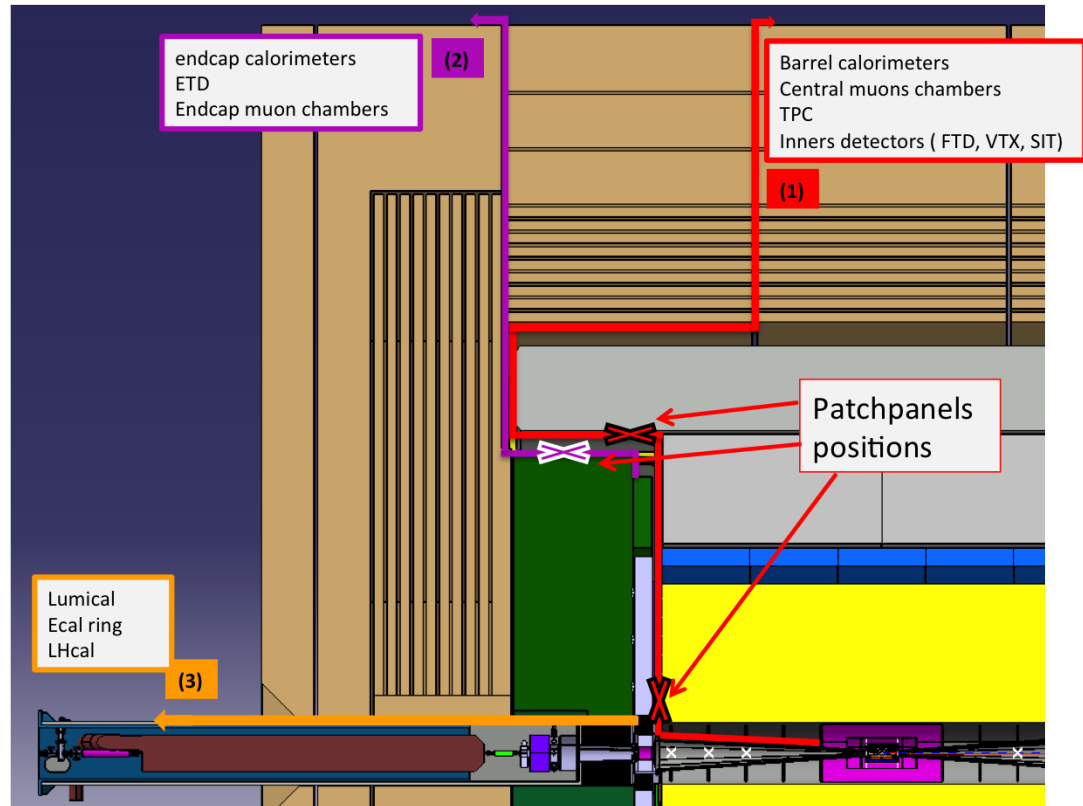 endcap calorimeters
ETD
Endcap muon chambers
(2)
Barrel calorimeters
Central muons chambers
TPC
Inners detectors ( FTD, VTX, SIT)
(1)
Patchpanels
positions
Lumical
Ecal ring
LHcal
(3)